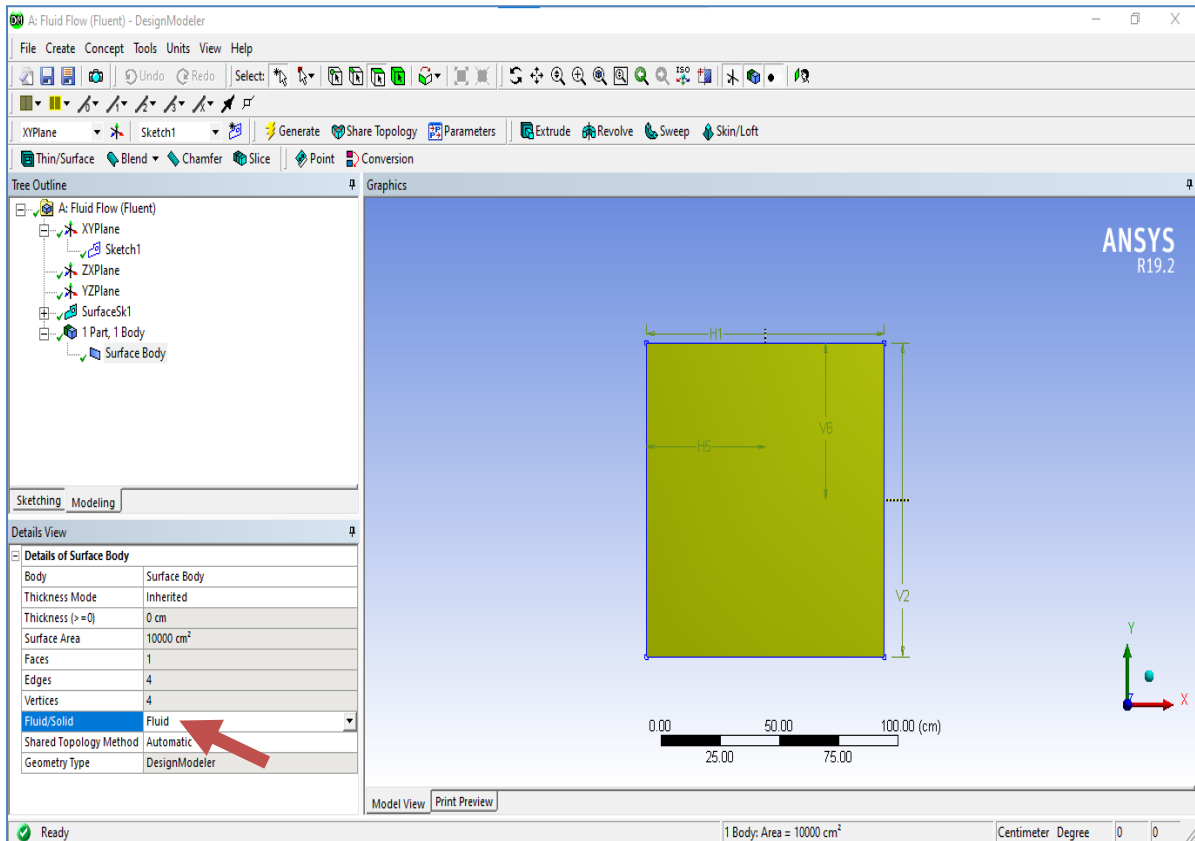 A: Fluid Flow (Fluent) - DesignModeler
File Create Concept Tools Units View Help
Undo Redo Select: ISO
XYPlane Sketch1 Generate Share Topology Parameters Extrude Revolve Sweep Skin/Loft
Thin/Surface Blend Chamfer Slice Point Conversion
Tree Outline
A: Fluid Flow (Fluent)
XYPlane
Sketch1
ZXPlane
YZPlane
SurfaceSk1
1 Part, 1 Body
Surface Body
Sketching Modeling
Details View
Details of Surface Body
Body Surface Body
Thickness Mode Inherited
Thickness (>=0) 0 cm
Surface Area 10000 cm²
Faces 1
Edges 4
Vertices 4
Fluid/Solid Fluid
Shared Topology Method Automatic
Geometry Type DesignModeler
Graphics
ANSYS
R19.2
H1
V6
H5
V2
Y
Z X
0.00 50.00 100.00 (cm)
25.00 75.00
Model View Print Preview
Ready 1 Body: Area = 10000 cm² Centimeter Degree 0 0